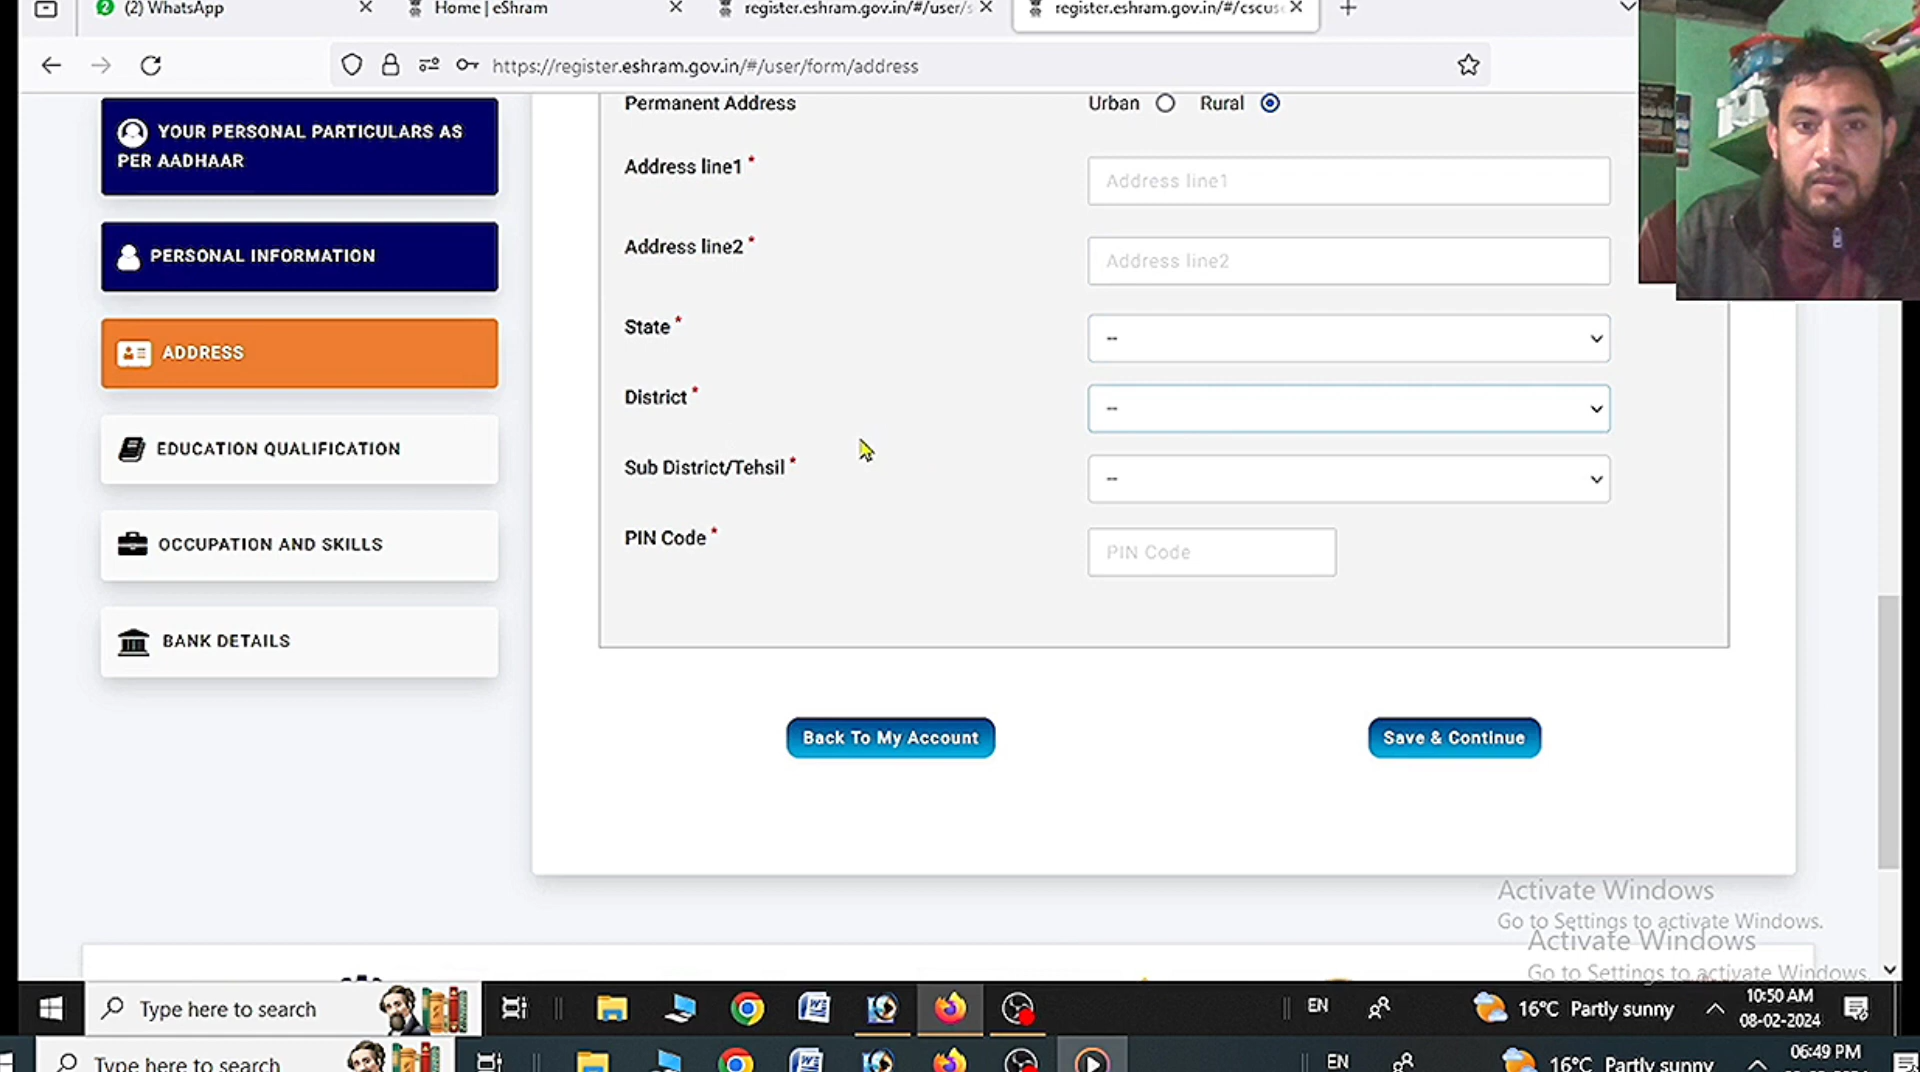 (2) WhatsApp
Home | eShram
register.eshram.gov.in/#/user/
register.eshram.gov.in/#/cscus
https://register.eshram.gov.in/#/user/form/address
Permanent Address
Urban
Rural
YOUR PERSONAL PARTICULARS AS
PER AADHAAR
Address line1 *
Address line1
PERSONAL INFORMATION
Address line2 *
Address line2
State *
--
ADDRESS
District *
--
EDUCATION QUALIFICATION
Sub District/Tehsil *
--
PIN Code *
PIN Code
OCCUPATION AND SKILLS
BANK DETAILS
Back To My Account
Save & Continue
Activate Windows
Go to Settings to activate Windows.
Activate Windows
Go to Settings to activate Windows.
Type here to search
EN
16°C Partly sunny
10:50 AM
08-02-2024
Type here to search
EN
16°C Partly sunny
06:49 PM